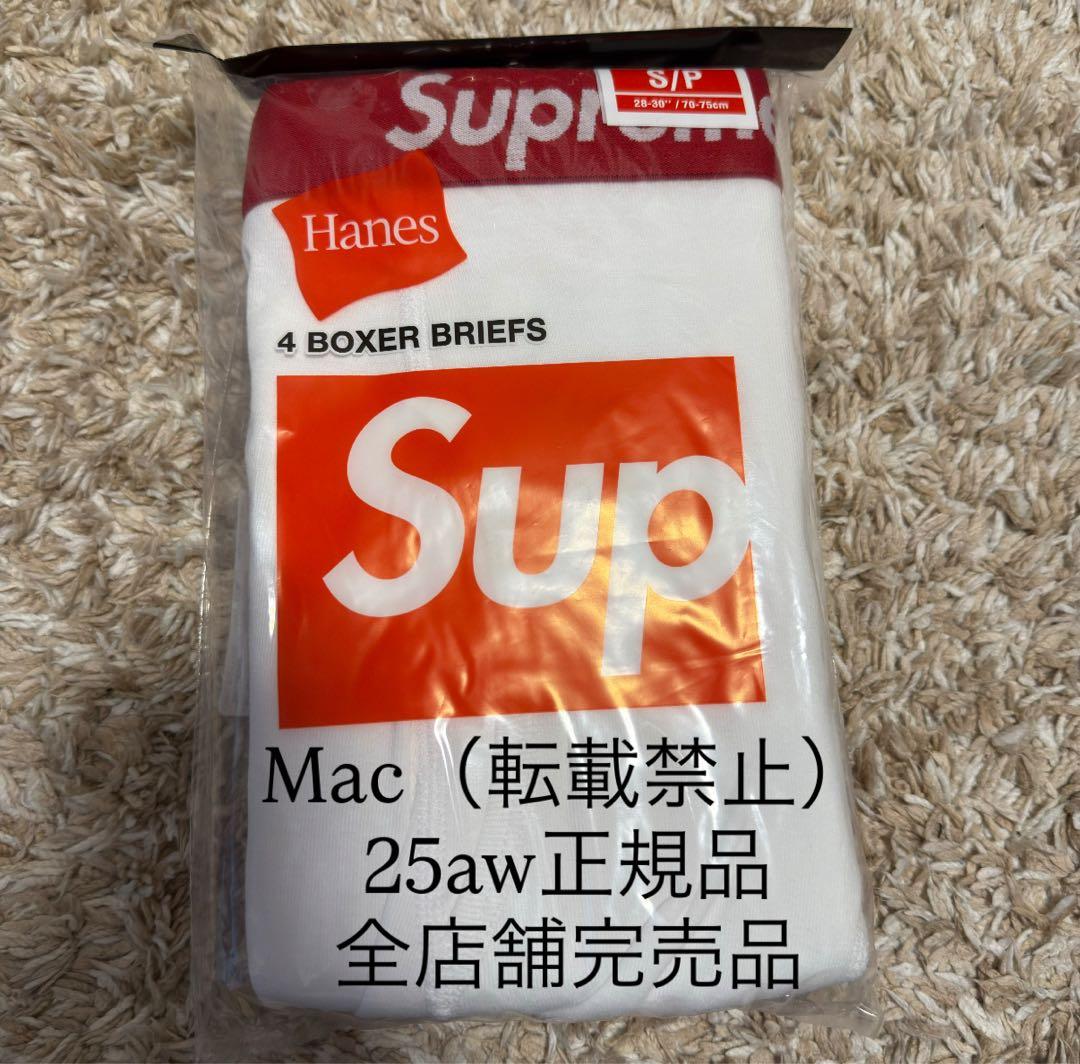 Supreme
S/P
28-30" / 70-75cm
Hanes
4 BOXER BRIEFS
Sup
Mac（転載禁止）
25aw正規品
全店舗完売品